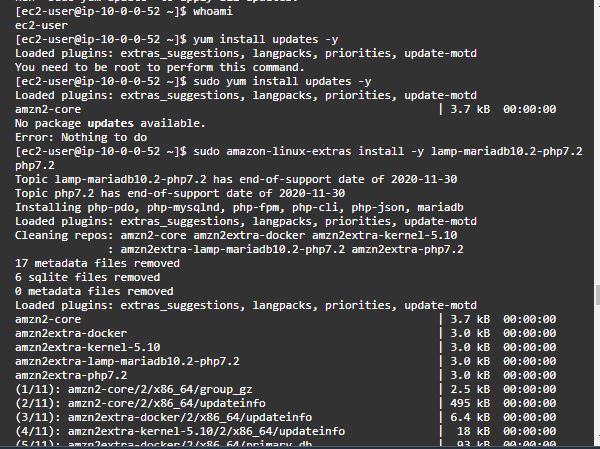 [ec2-user@ip-10-0-0-52 ~]$ whoami
ec2-user
[ec2-user@ip-10-0-0-52 ~]$ yum install updates -y
Loaded plugins: extras_suggestions, langpacks, priorities, update-motd
You need to be root to perform this command.
[ec2-user@ip-10-0-0-52 ~]$ sudo yum install updates -y
Loaded plugins: extras_suggestions, langpacks, priorities, update-motd
amzn2-core | 3.7 kB 00:00:00
No package updates available.
Error: Nothing to do
[ec2-user@ip-10-0-0-52 ~]$ sudo amazon-linux-extras install -y lamp-mariadb10.2-php7.2
php7.2
Topic lamp-mariadb10.2-php7.2 has end-of-support date of 2020-11-30
Topic php7.2 has end-of-support date of 2020-11-30
Installing php-pdo, php-mysqlnd, php-fpm, php-cli, php-json, mariadb
Loaded plugins: extras_suggestions, langpacks, priorities, update-motd
Cleaning repos: amzn2-core amzn2extra-docker amzn2extra-kernel-5.10
: amzn2extra-lamp-mariadb10.2-php7.2 amzn2extra-php7.2
17 metadata files removed
6 sqlite files removed
0 metadata files removed
Loaded plugins: extras_suggestions, langpacks, priorities, update-motd
amzn2-core | 3.7 kB 00:00:00
amzn2extra-docker | 3.0 kB 00:00:00
amzn2extra-kernel-5.10 | 3.0 kB 00:00:00
amzn2extra-lamp-mariadb10.2-php7.2 | 3.0 kB 00:00:00
amzn2extra-php7.2 | 3.0 kB 00:00:00
(1/11): amzn2-core/2/x86_64/group_gz | 2.5 kB 00:00:00
(2/11): amzn2-core/2/x86_64/updateinfo | 495 kB 00:00:00
(3/11): amzn2extra-docker/2/x86_64/updateinfo | 6.4 kB 00:00:00
(4/11): amzn2extra-kernel-5.10/2/x86_64/updateinfo | 18 kB 00:00:00
(5/11): amzn2extra-docker/2/x86_64/primary_db | 93 kB 00:00:00